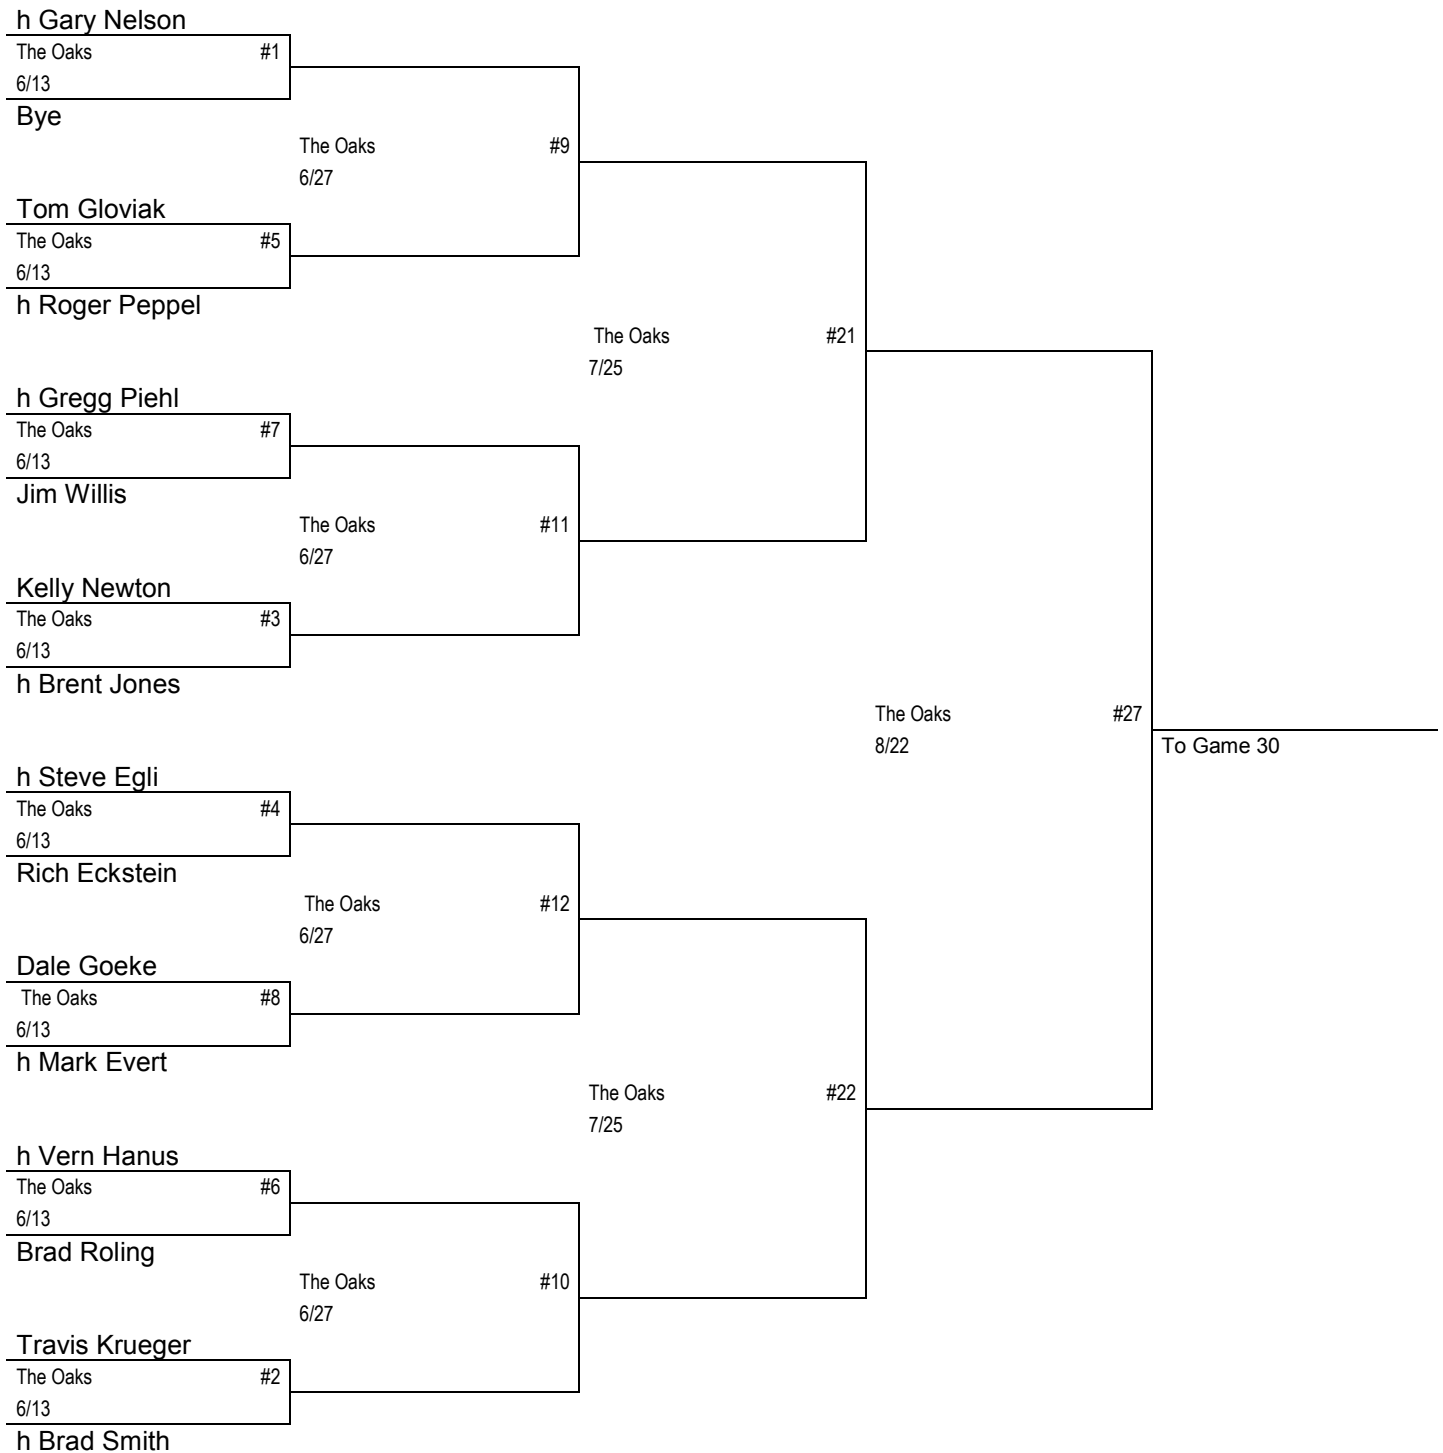 h Gary Nelson
The Oaks #1
6/13
Bye
The Oaks #9
6/27
Tom Gloviak
The Oaks #5
6/13
h Roger Peppel
The Oaks #21
7/25
h Gregg Piehl
The Oaks #7
6/13
Jim Willis
The Oaks #11
6/27
Kelly Newton
The Oaks #3
6/13
h Brent Jones
The Oaks #27
8/22
To Game 30
h Steve Egli
The Oaks #4
6/13
Rich Eckstein
The Oaks #12
6/27
Dale Goeke
The Oaks #8
6/13
h Mark Evert
The Oaks #22
7/25
h Vern Hanus
The Oaks #6
6/13
Brad Roling
The Oaks #10
6/27
Travis Krueger
The Oaks #2
6/13
h Brad Smith